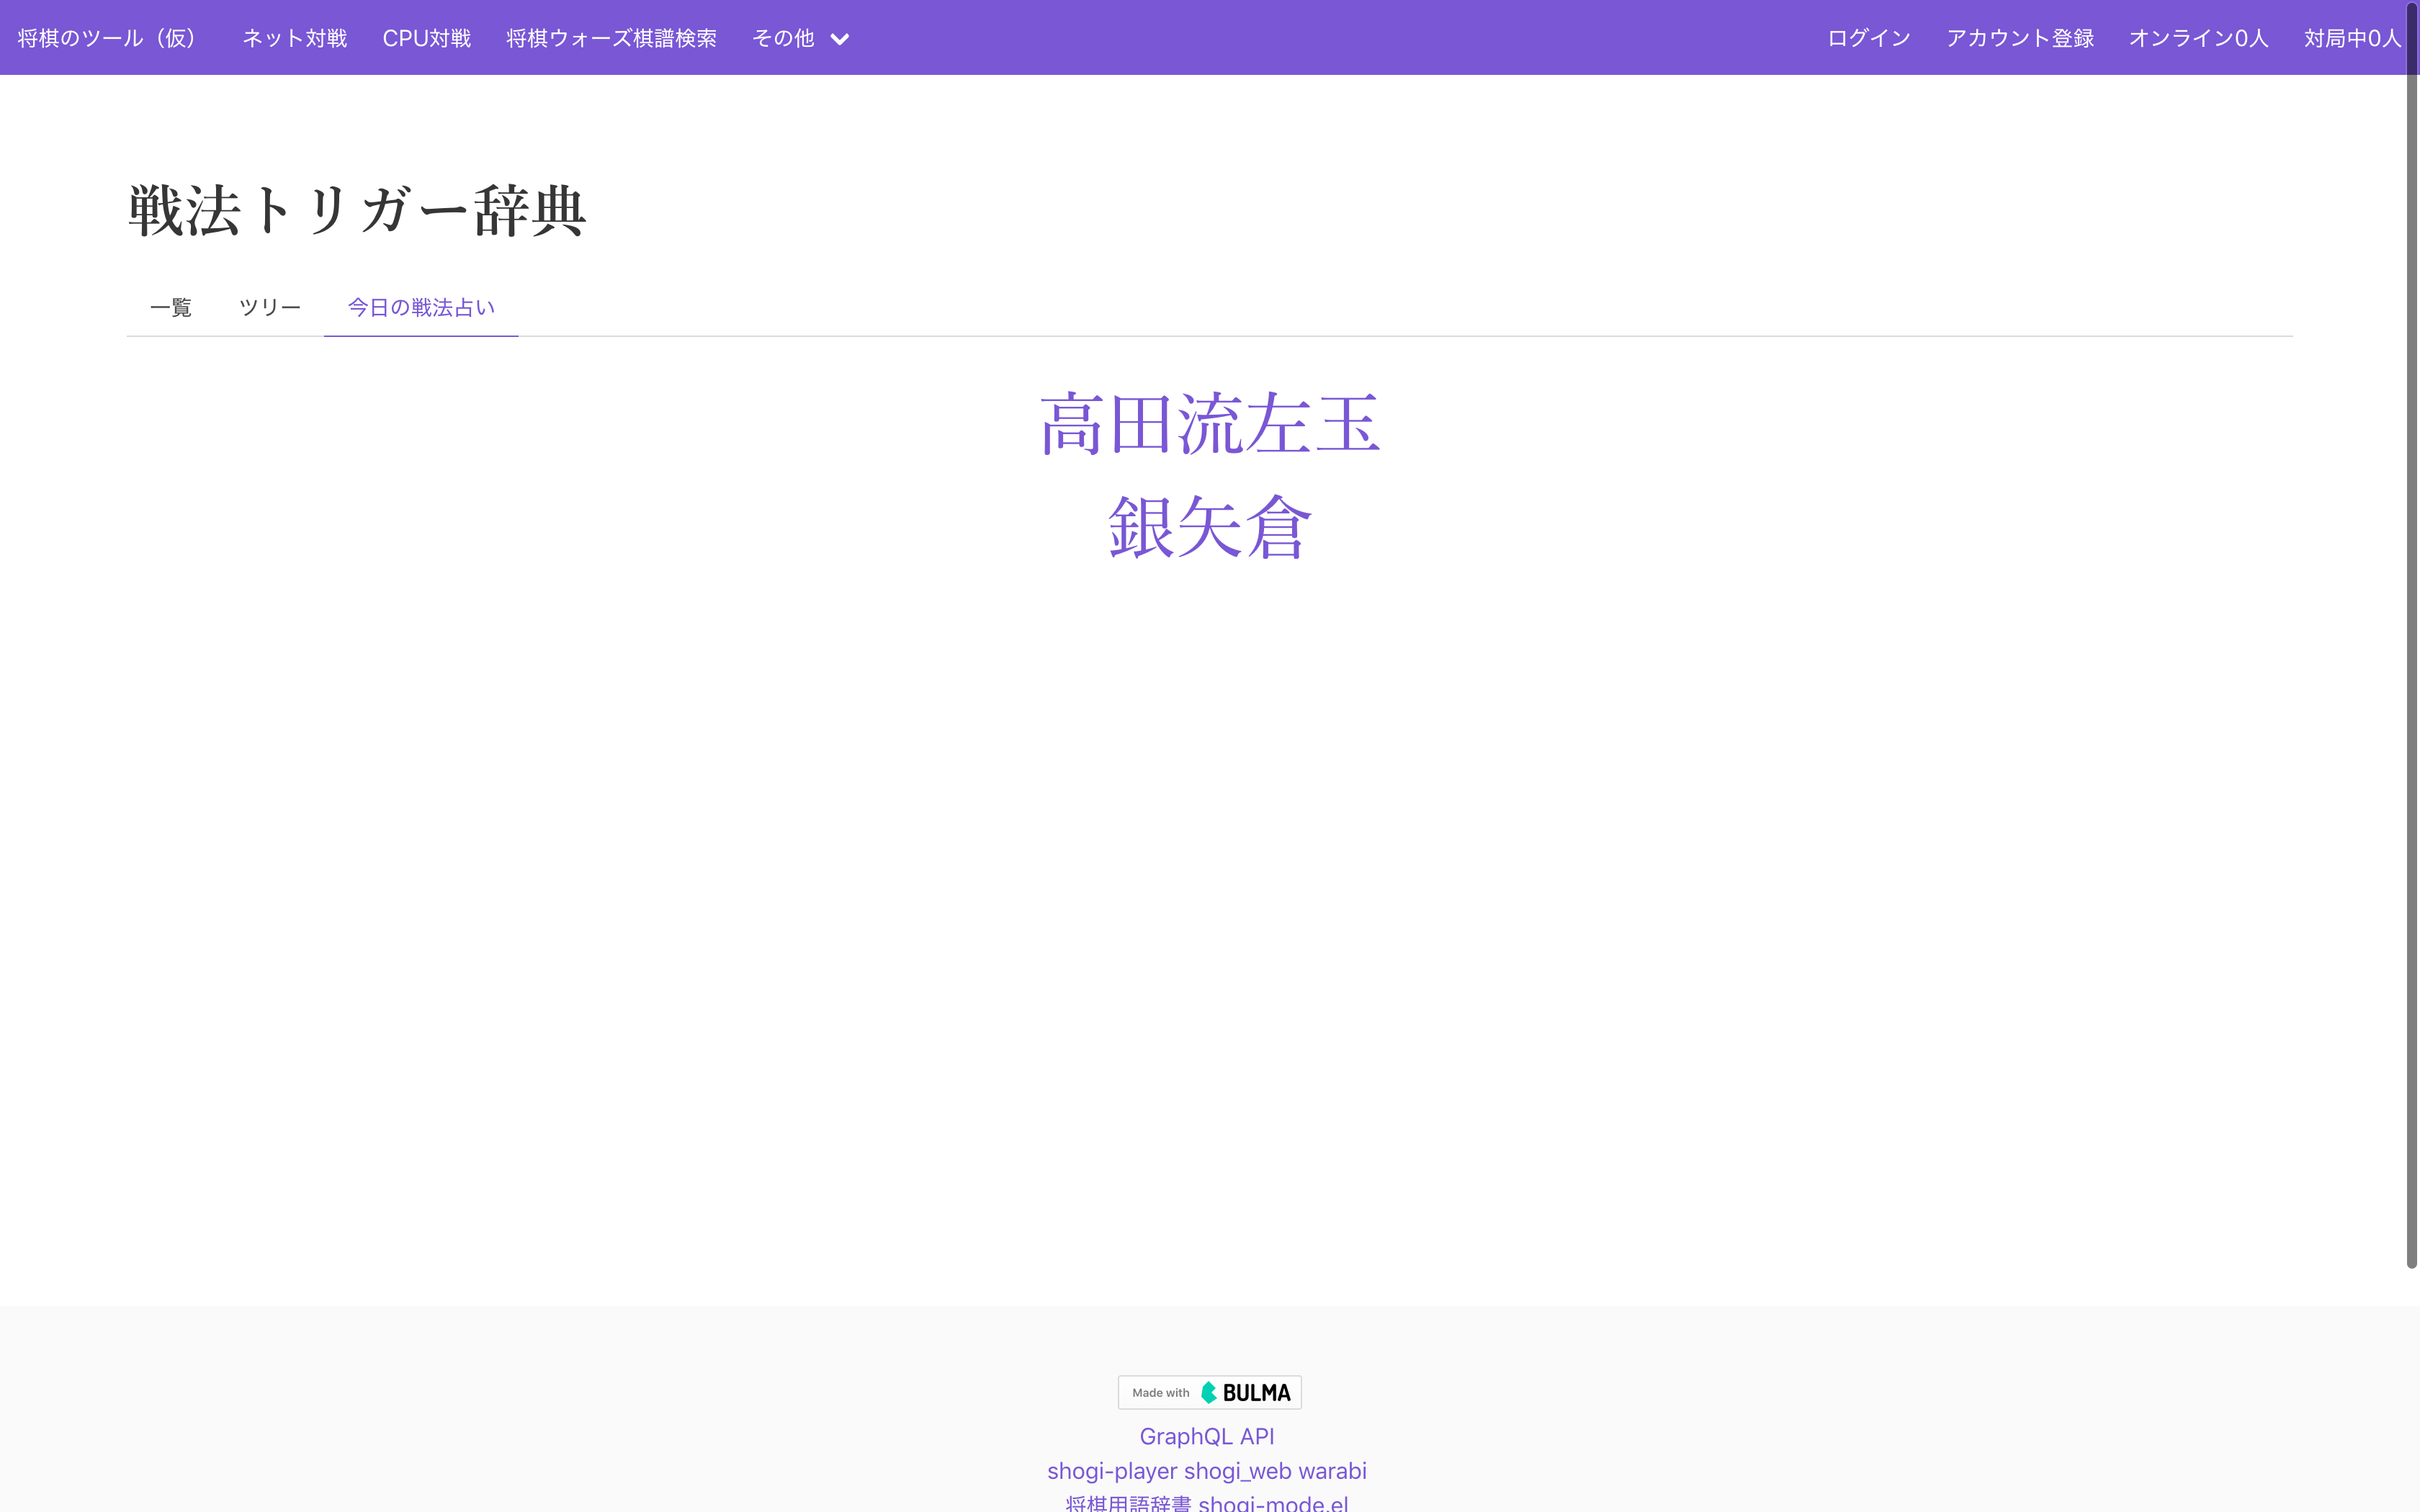 将棋のツール（仮） ネット対戦 CPU対戦 将棋ウォーズ棋譜検索 その他 ログイン アカウント登録 オンライン0人 対局中0人
戦法トリガー辞典
一覧 ツリー 今日の戦法占い
高田流左玉
銀矢倉
Made with BULMA
GraphQL API
shogi-player shogi_web warabi
将棋用語辞書 shogi-mode.el